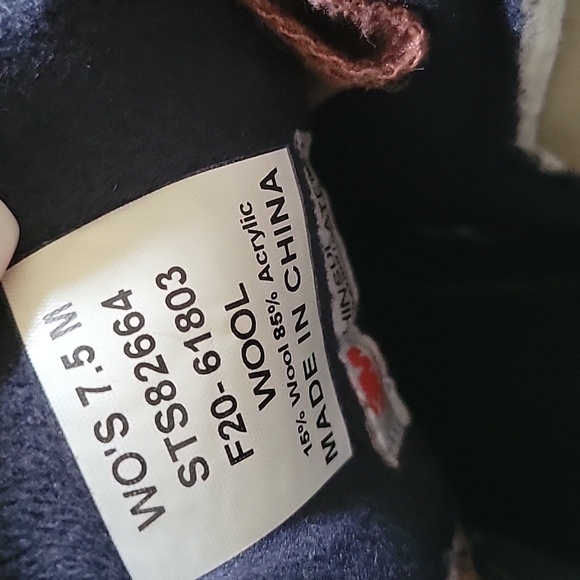 WO'S 7.5 M
STS82664
F20-61803
WOOL
15% Wool 85% Acrylic
MADE IN CHINA